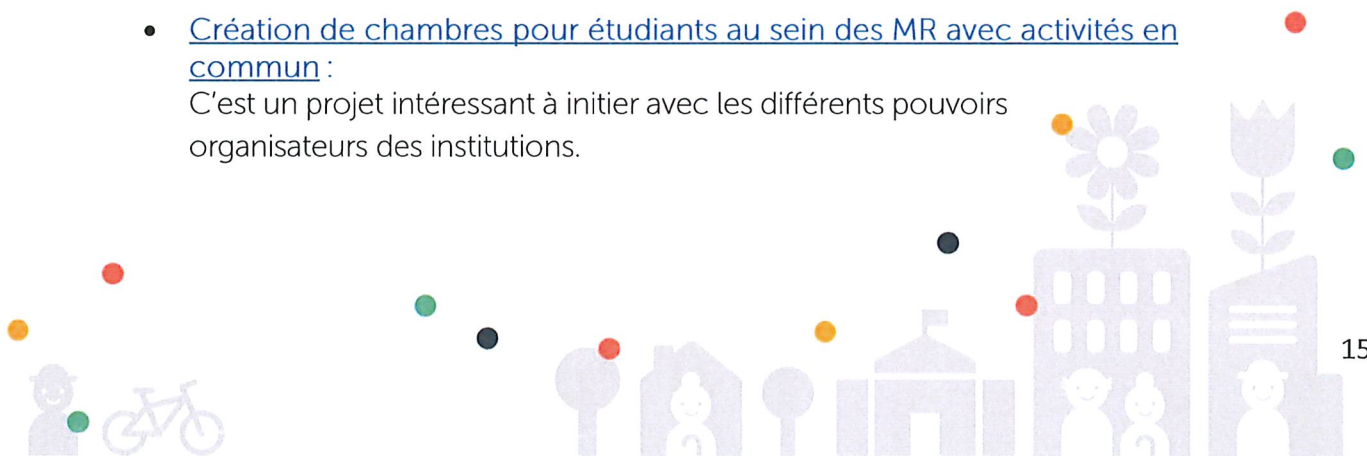 • Création de chambres pour étudiants au sein des MR avec activités en
commun :
C'est un projet intéressant à initier avec les différents pouvoirs
organisateurs des institutions.
15